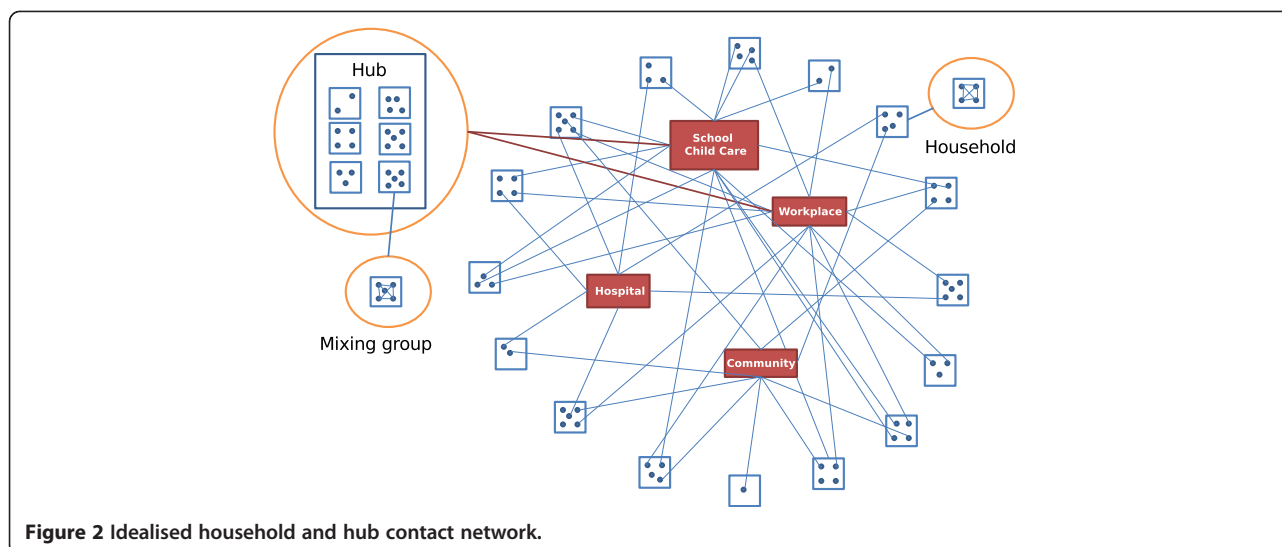 Hub
School
Child Care
Household
Workplace
Hospital
Mixing group
Community
Figure 2 Idealised household and hub contact network.